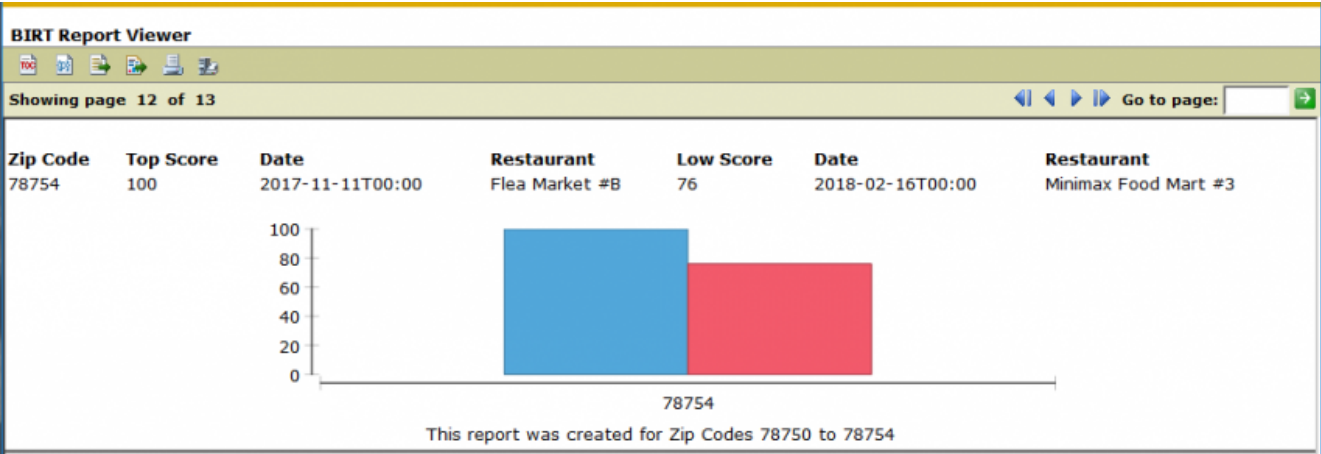 BIRT Report Viewer
TOC
Showing page 12 of 13 Go to page:
Zip Code Top Score Date Restaurant Low Score Date Restaurant
78754 100 2017-11-11T00:00 Flea Market #B 76 2018-02-16T00:00 Minimax Food Mart #3
100
80
60
40
20
0
78754
This report was created for Zip Codes 78750 to 78754